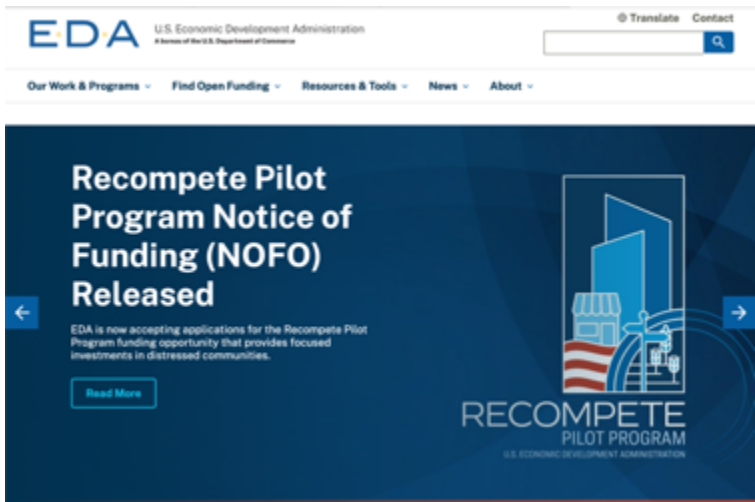 Translate Contact
EDA U.S. Economic Development Administration
A bureau of the U.S. Department of Commerce
Our Work & Programs Find Open Funding Resources & Tools News About
Recompete Pilot
Program Notice of
Funding (NOFO)
Released
EDA is now accepting applications for the Recompete Pilot
Program funding opportunity that provides focused
investments in distressed communities.
Read More
RECOMPETE
PILOT PROGRAM
U.S. ECONOMIC DEVELOPMENT ADMINISTRATION